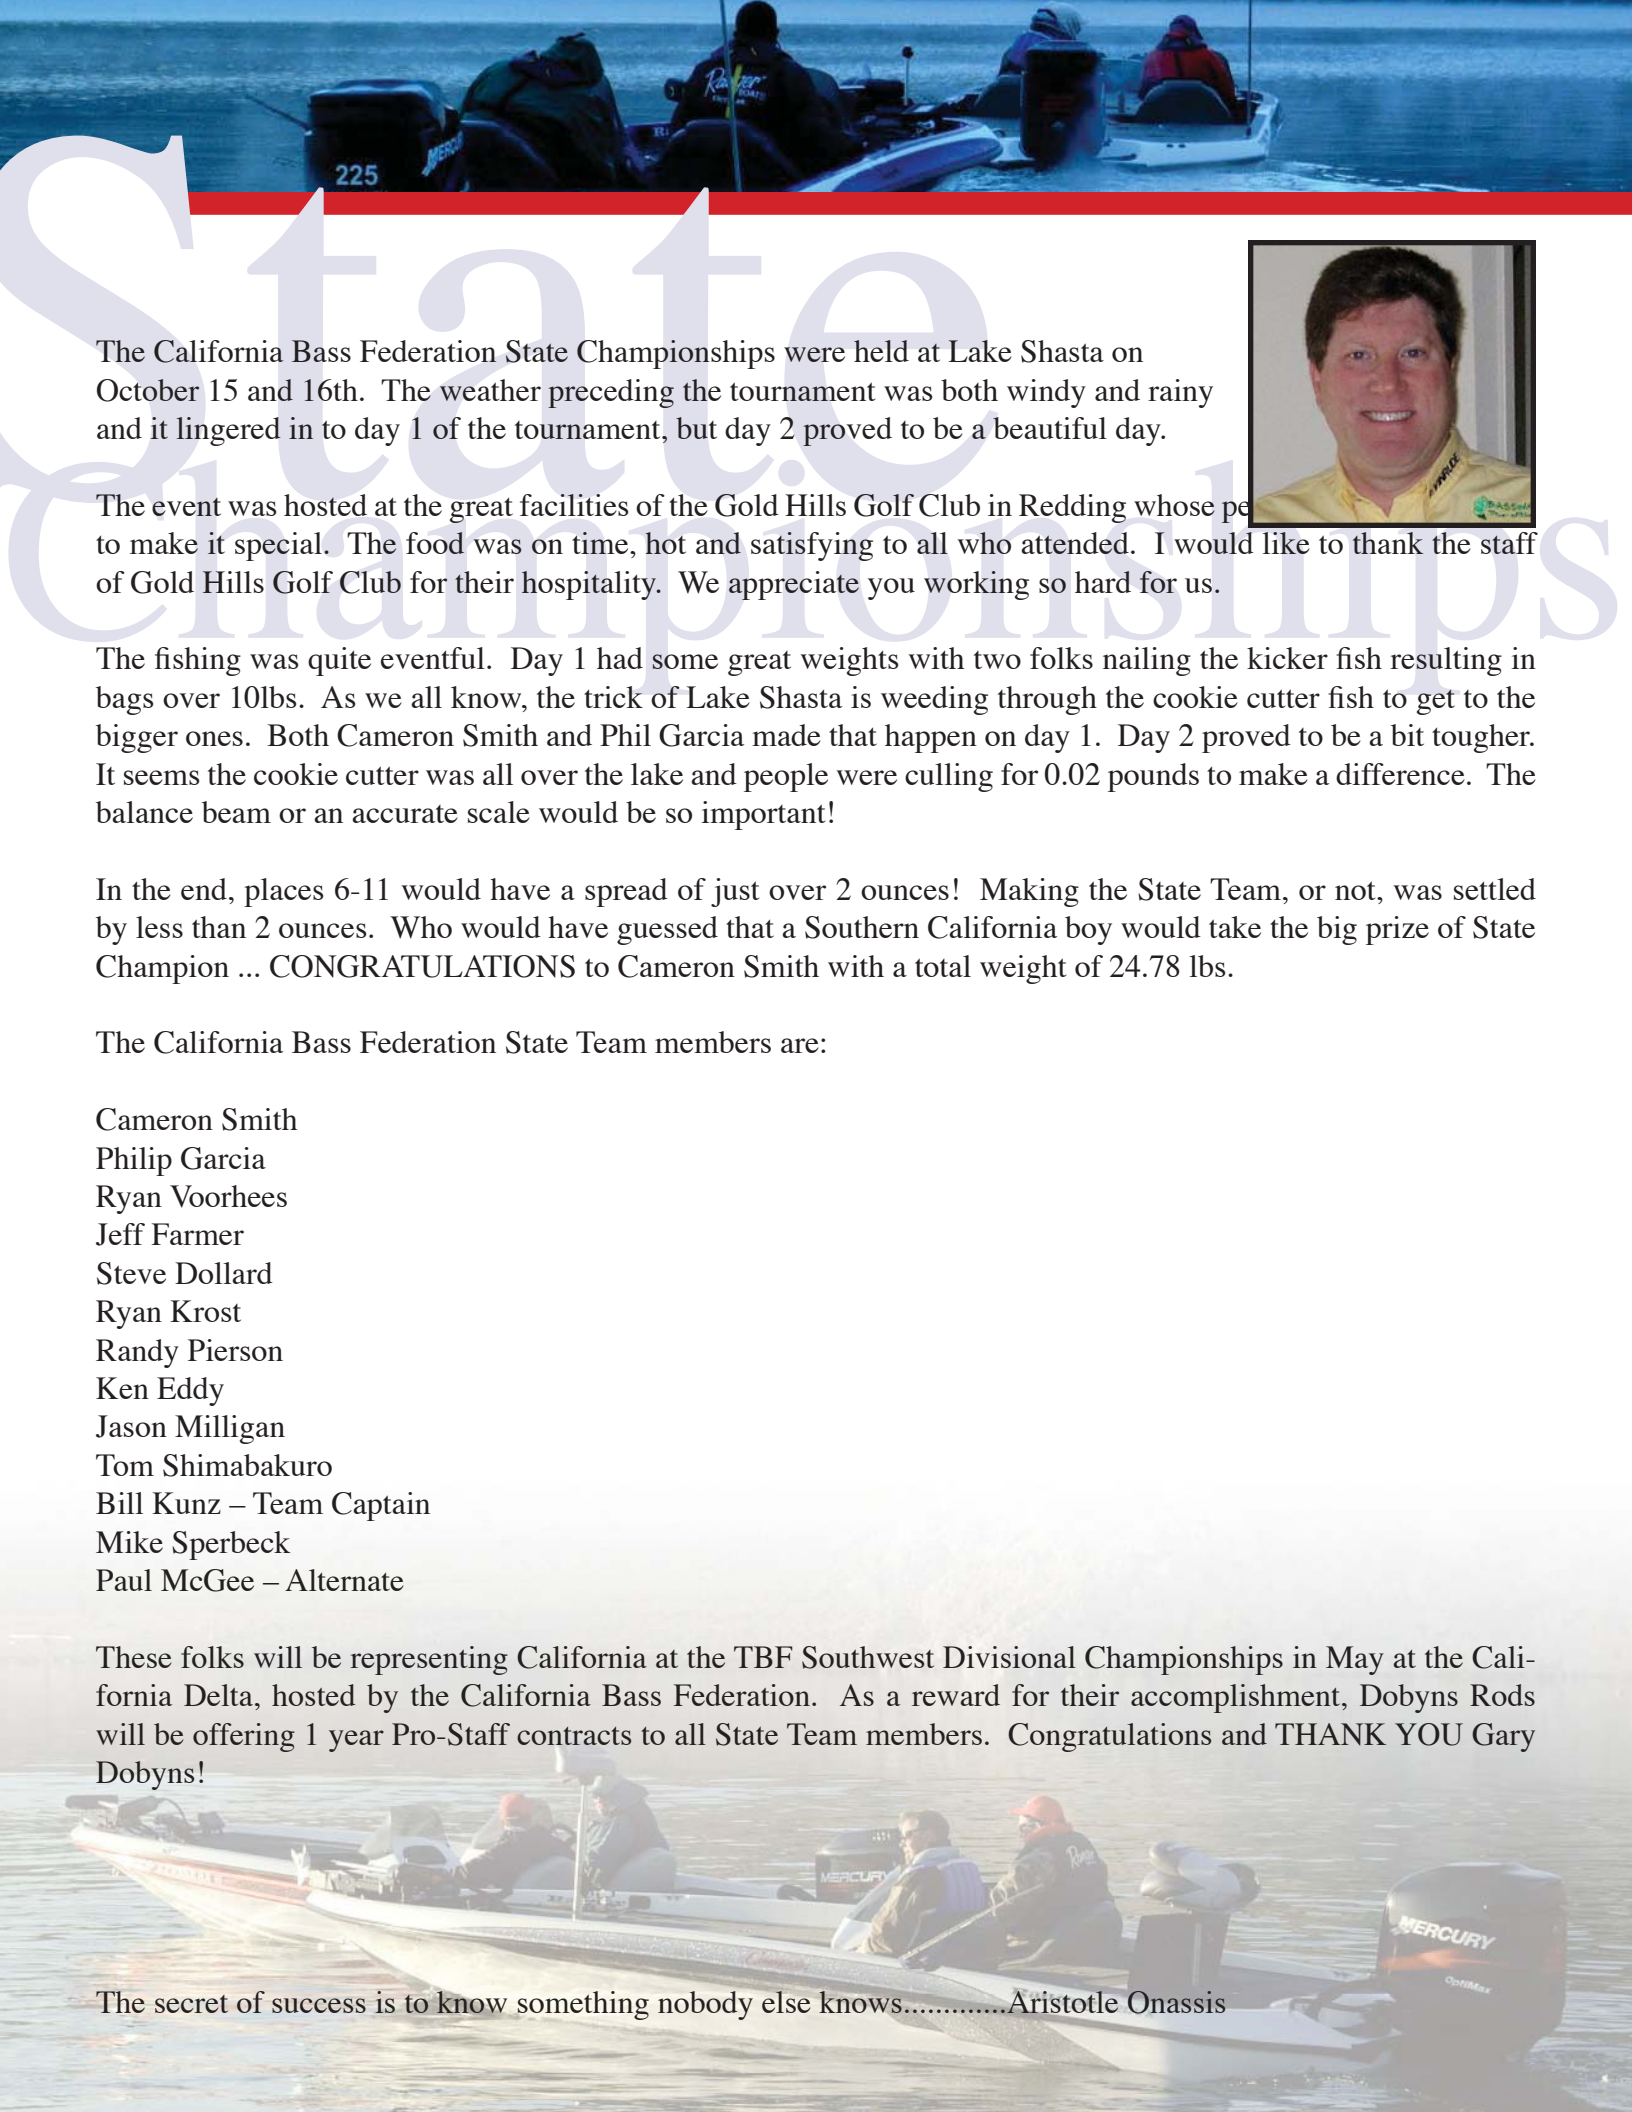 Ranger
BOATS
MERCURY
225
State
Championships
EVINRUDE
The California Bass Federation State Championships were held at Lake Shasta on
October 15 and 16th.  The weather preceding the tournament was both windy and rainy
and it lingered in to day 1 of the tournament, but day 2 proved to be a beautiful day.
The event was hosted at the great facilities of the Gold Hills Golf Club in Redding whose pe
to make it special.  The food was on time, hot and satisfying to all who attended.  I would like to thank the staff
of Gold Hills Golf Club for their hospitality.  We appreciate you working so hard for us.
The fishing was quite eventful.  Day 1 had some great weights with two folks nailing the kicker fish resulting in
bags over 10lbs.  As we all know, the trick of Lake Shasta is weeding through the cookie cutter fish to get to the
bigger ones.  Both Cameron Smith and Phil Garcia made that happen on day 1.  Day 2 proved to be a bit tougher.
It seems the cookie cutter was all over the lake and people were culling for 0.02 pounds to make a difference.  The
balance beam or an accurate scale would be so important!
In the end, places 6-11 would have a spread of just over 2 ounces!  Making the State Team, or not, was settled
by less than 2 ounces.  Who would have guessed that a Southern California boy would take the big prize of State
Champion ... CONGRATULATIONS to Cameron Smith with a total weight of 24.78 lbs.
The California Bass Federation State Team members are:
Cameron Smith
Philip Garcia
Ryan Voorhees
Jeff Farmer
Steve Dollard
Ryan Krost
Randy Pierson
Ken Eddy
Jason Milligan
Tom Shimabakuro
Bill Kunz – Team Captain
Mike Sperbeck
Paul McGee – Alternate
These folks will be representing California at the TBF Southwest Divisional Championships in May at the Cali-
fornia Delta, hosted by the California Bass Federation.  As a reward for their accomplishment, Dobyns Rods
will be offering 1 year Pro-Staff contracts to all State Team members.  Congratulations and THANK YOU Gary
Dobyns!
MERCURY
Ranger
MERCURY
OptiMax
The secret of success is to know something nobody else knows.............Aristotle Onassis